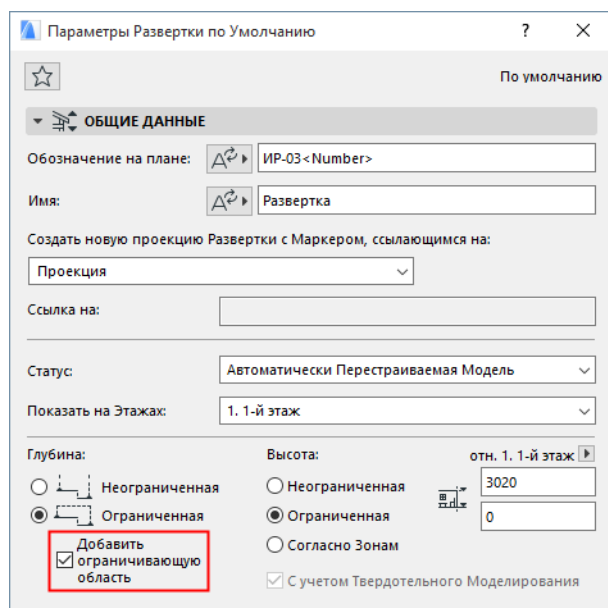 Параметры Развертки по Умолчанию ?
По умолчанию
ОБЩИЕ ДАННЫЕ
Обозначение на плане: ИР-03<Number>
Имя: Развертка
Создать новую проекцию Развертки с Маркером, ссылающимся на:
Проекция
Ссылка на:
Статус: Автоматически Перестраиваемая Модель
Показать на Этажах: 1. 1-й этаж
Глубина: Высота: отн. 1. 1-й этаж
Неограниченная Неограниченная 3020
Ограниченная Ограниченная 0
Добавить
ограничивающую
область
Согласно Зонам
С учетом Твердотельного Моделирования